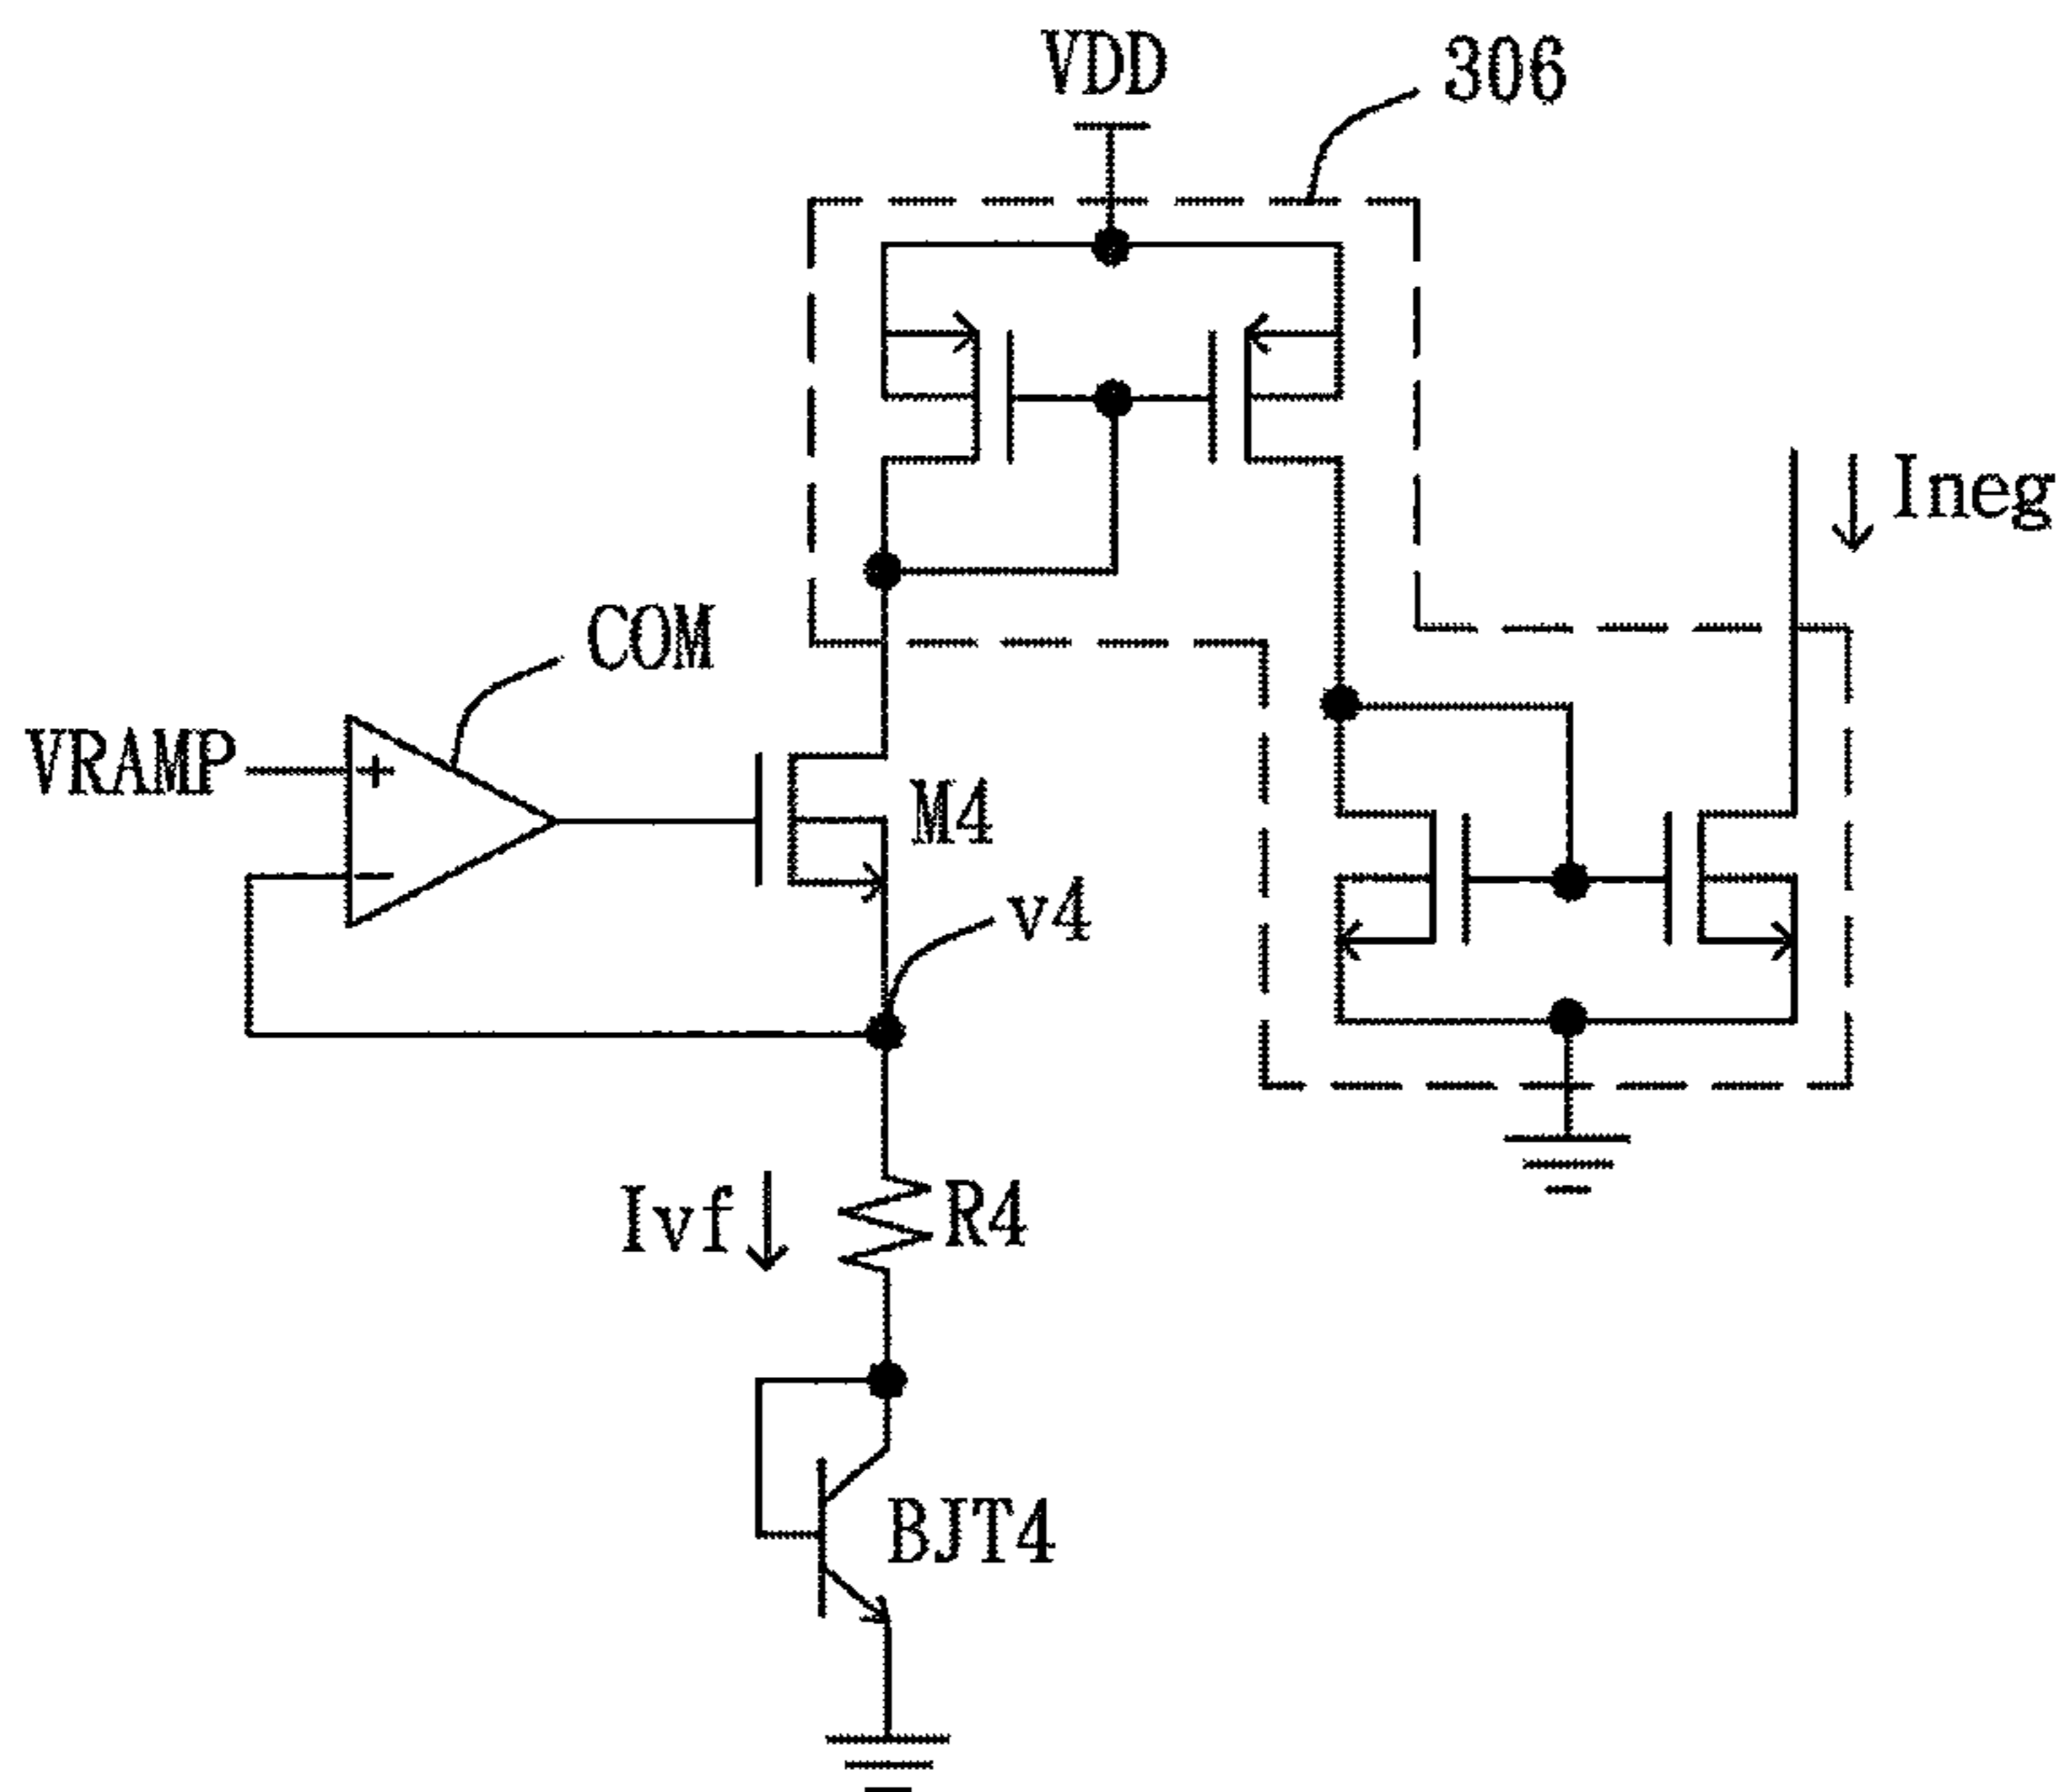 VDD
306
Ineg
COM
VRAMP
+
M4
−
v4
Ivf
R4
BJT4